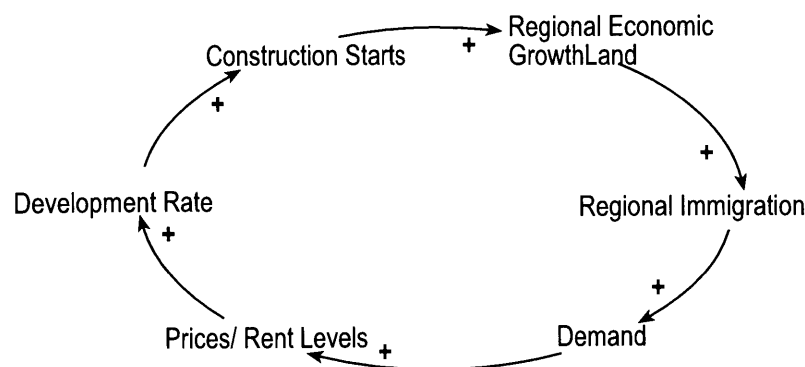 Construction Starts
+
Regional Economic
GrowthLand
+
+
Development Rate
Regional Immigration
+
+
Prices/ Rent Levels
+
Demand